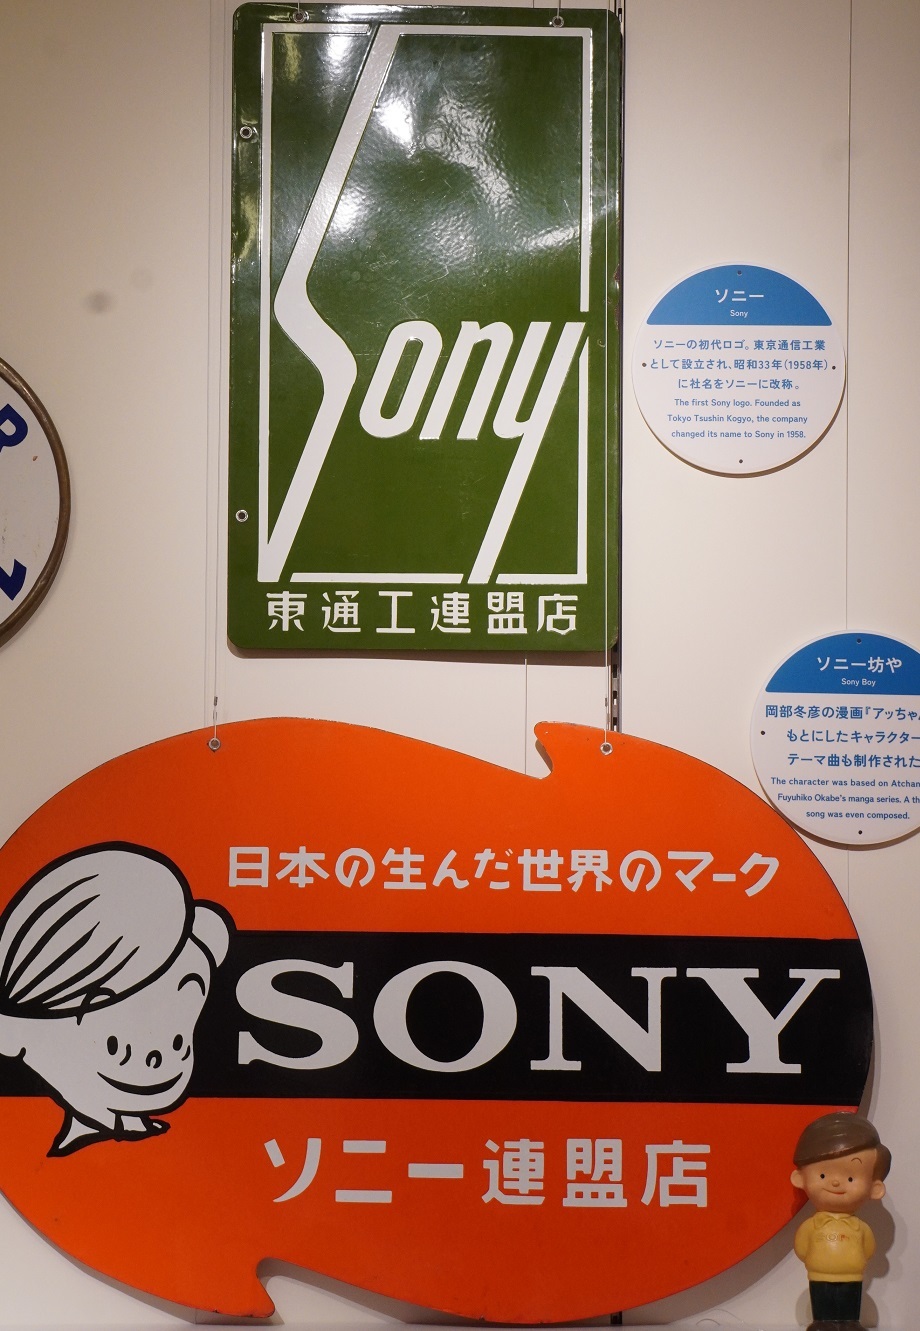 Sony
東通工連盟店
ソニー
Sony
ソニーの初代ロゴ。東京通信工業
として設立され、昭和33年(1958年)
に社名をソニーに改称。
The first Sony logo. Founded as
Tokyo Tsushin Kogyo, the company
changed its name to Sony in 1958.
ソニー坊や
Sony Boy
岡部冬彦の漫画『アッちゃ
もとにしたキャラクター
テーマ曲も制作された
The character was based on Atchan
Fuyuhiko Okabe's manga series. A th
song was even composed.
日本の生んだ世界のマーク
SONY
ソニー連盟店